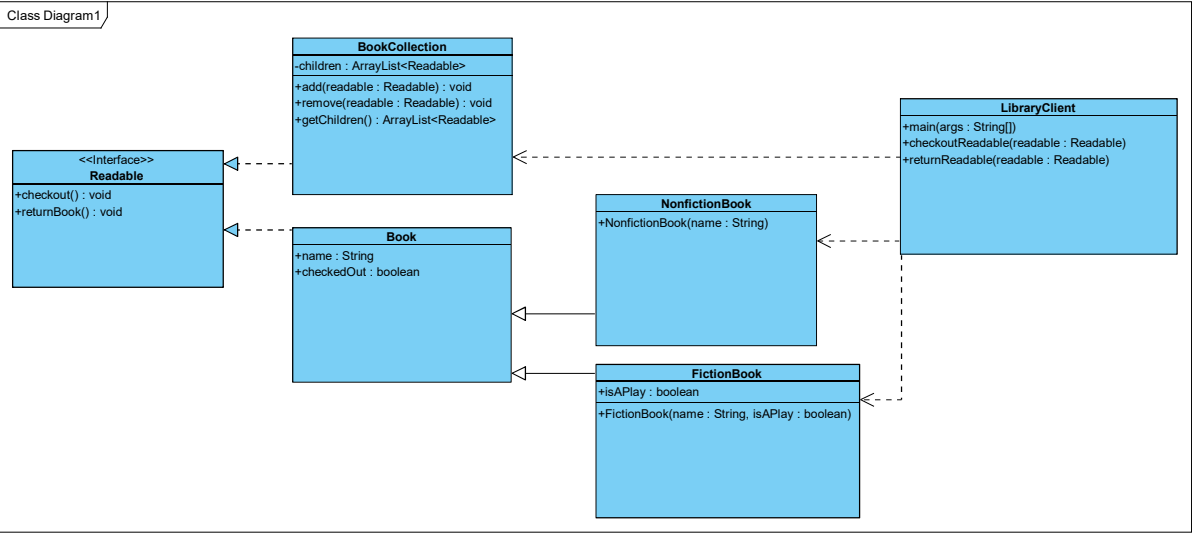 Class Diagram1
BookCollection
-children : ArrayList<Readable>
+add(readable : Readable) : void
+remove(readable : Readable) : void
+getChildren() : ArrayList<Readable>
LibraryClient
+main(args : String[])
+checkoutReadable(readable : Readable)
+returnReadable(readable : Readable)
<<Interface>>
Readable
+checkout() : void
+returnBook() : void
NonfictionBook
+NonfictionBook(name : String)
Book
+name : String
+checkedOut : boolean
FictionBook
+isAPlay : boolean
+FictionBook(name : String, isAPlay : boolean)